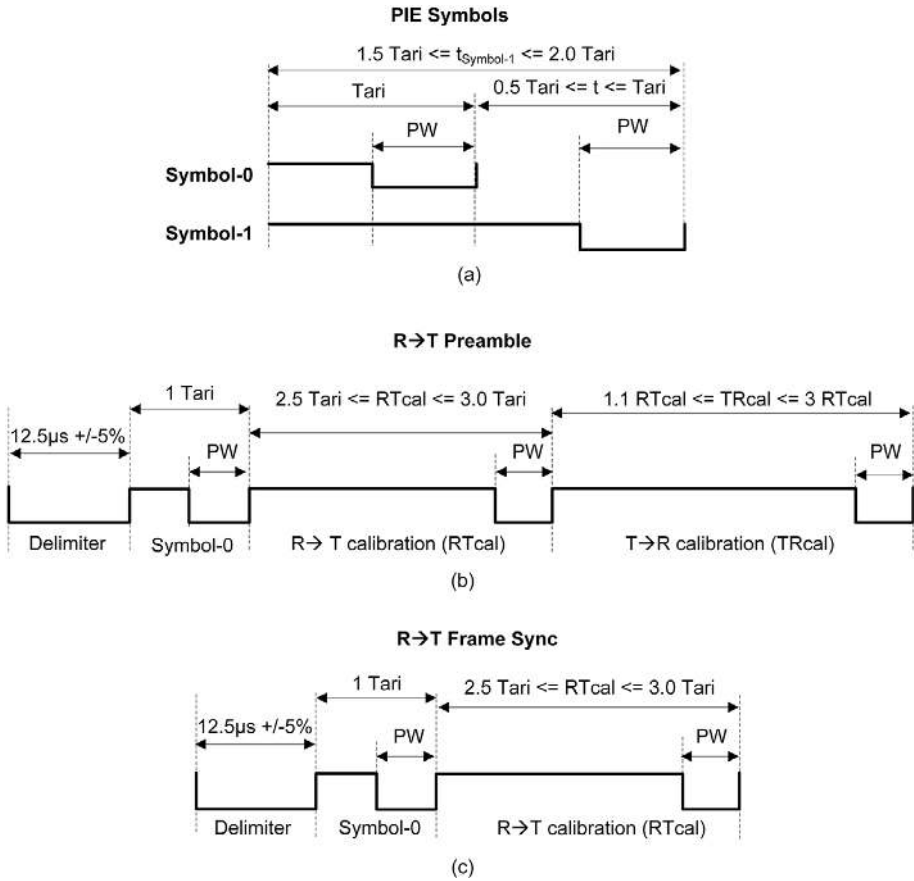 PIE Symbols
1.5 Tari <= tSymbol-1 <= 2.0 Tari
Tari
0.5 Tari <= t <= Tari
PW
PW
Symbol-0
Symbol-1
(a)
R→T Preamble
1 Tari
2.5 Tari <= RTcal <= 3.0 Tari
1.1 RTcal <= TRcal <= 3 RTcal
12.5µs +/-5%
PW
PW
PW
Delimiter
Symbol-0
R→ T calibration (RTcal)
T→R calibration (TRcal)
(b)
R→T Frame Sync
1 Tari
2.5 Tari <= RTcal <= 3.0 Tari
12.5µs +/-5%
PW
PW
Delimiter
Symbol-0
R→T calibration (RTcal)
(c)